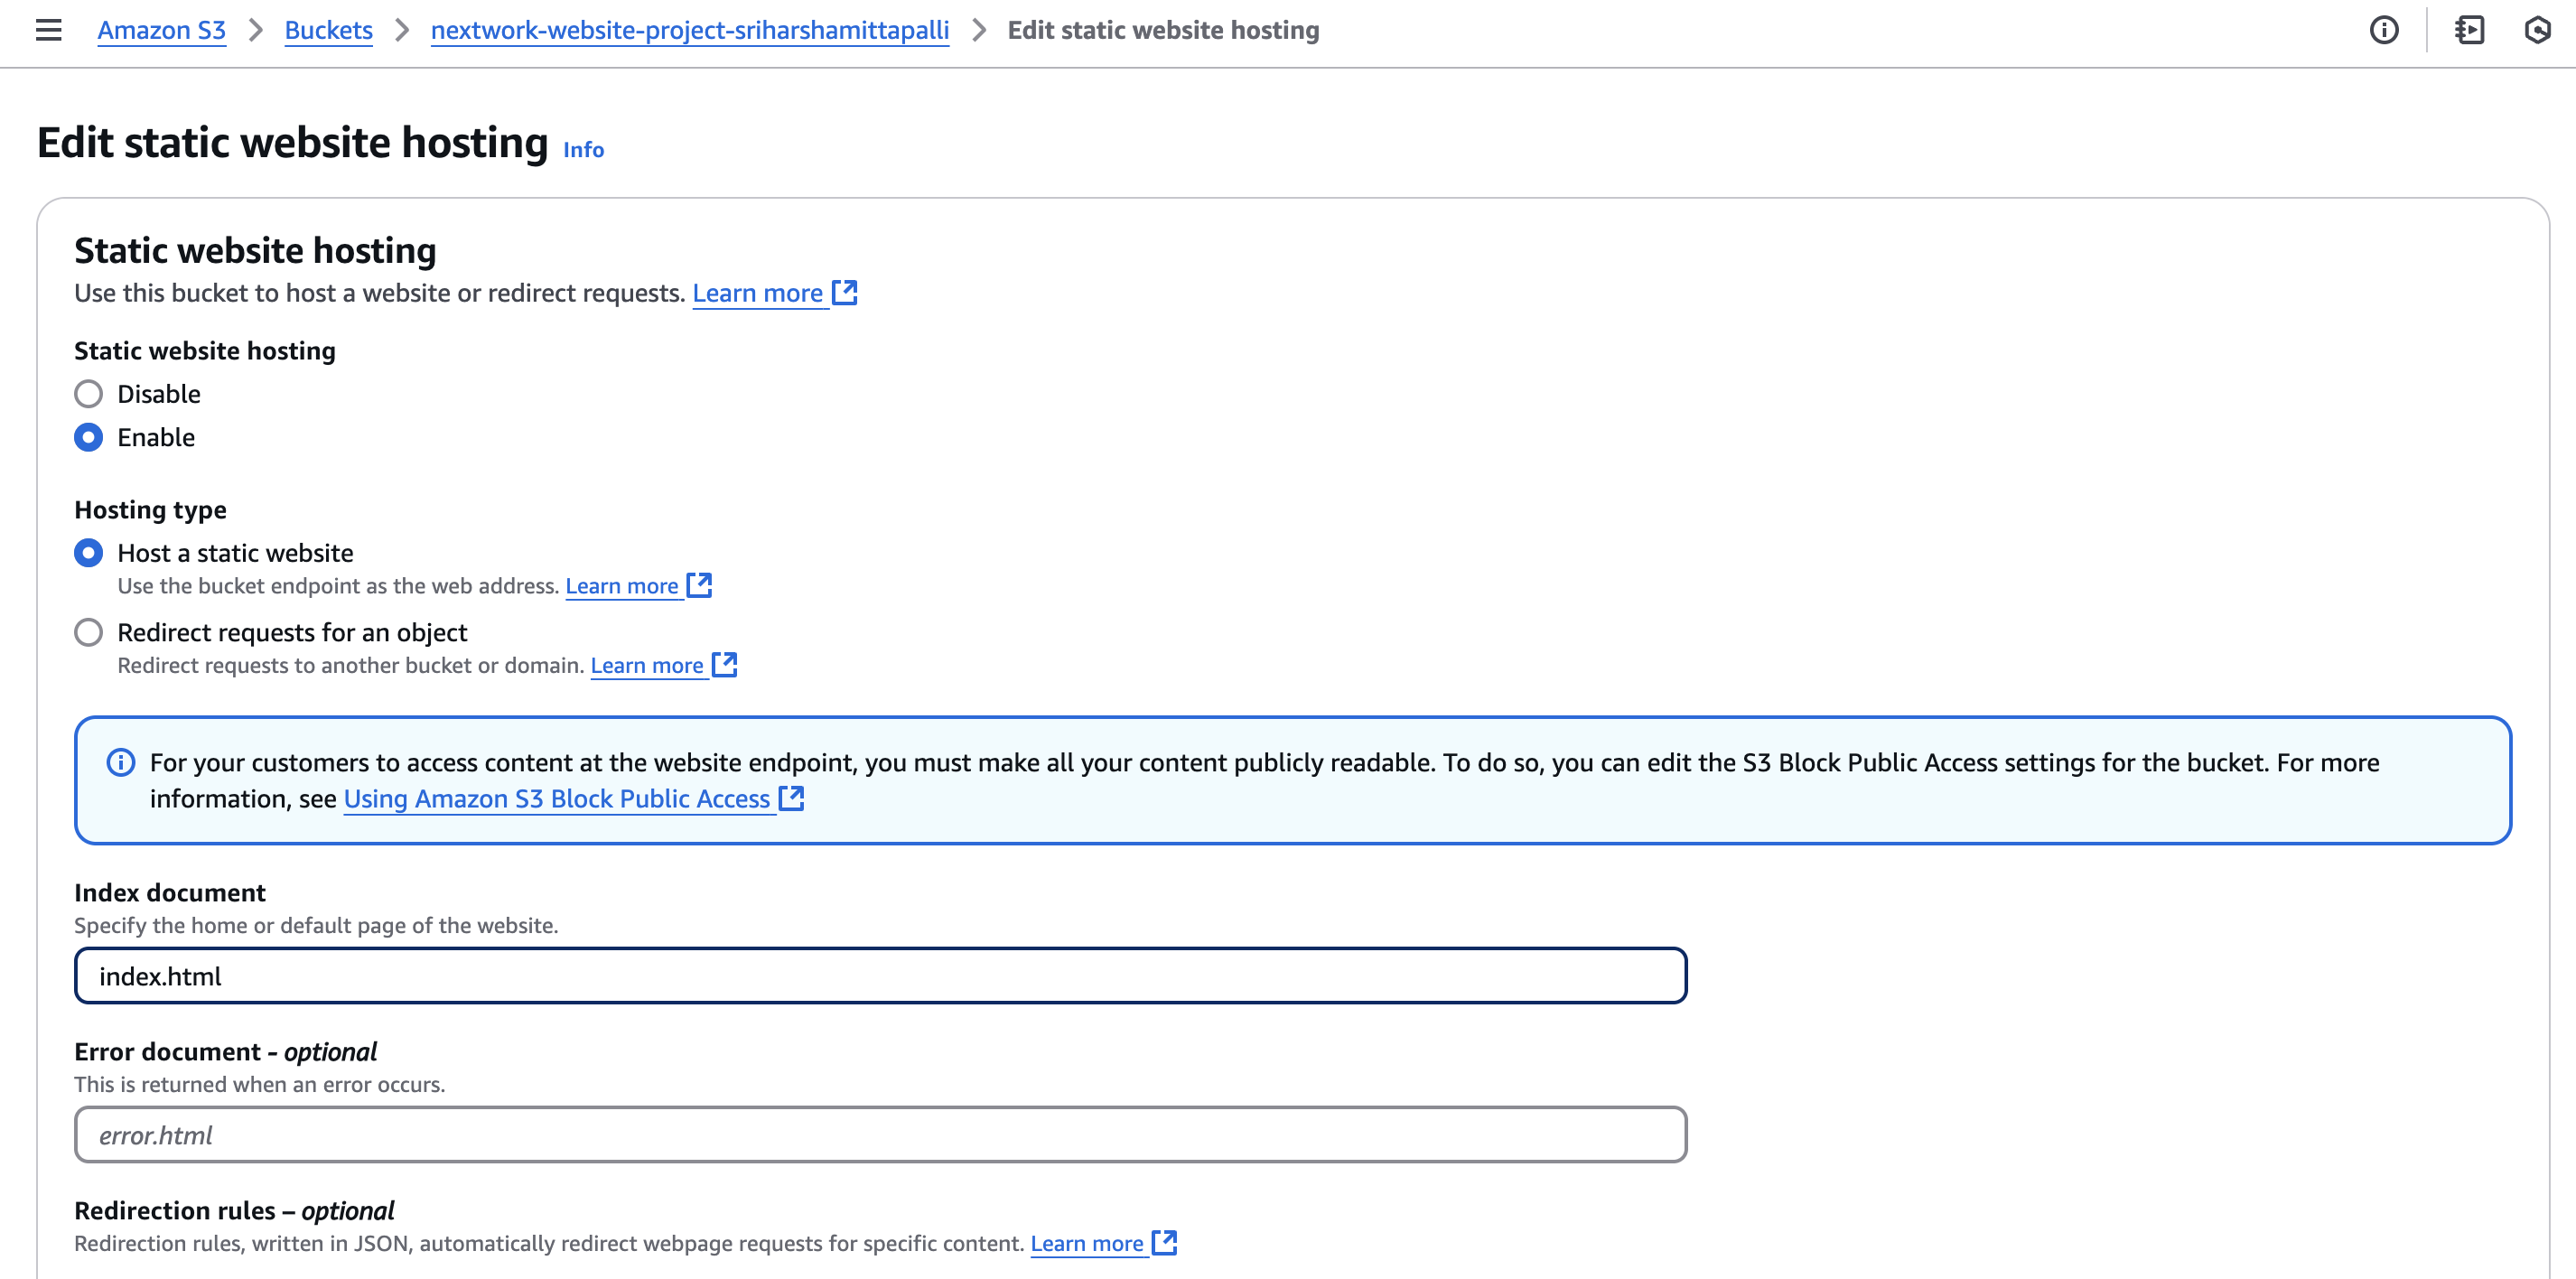 Amazon S3 > Buckets > nextwork-website-project-sriharshamittapalli > Edit static website hosting
Edit static website hosting Info
Static website hosting
Use this bucket to host a website or redirect requests. Learn more
Static website hosting
Disable
Enable
Hosting type
Host a static website
Use the bucket endpoint as the web address. Learn more
Redirect requests for an object
Redirect requests to another bucket or domain. Learn more
For your customers to access content at the website endpoint, you must make all your content publicly readable. To do so, you can edit the S3 Block Public Access settings for the bucket. For more
information, see Using Amazon S3 Block Public Access
Index document
Specify the home or default page of the website.
index.html
Error document - optional
This is returned when an error occurs.
error.html
Redirection rules – optional
Redirection rules, written in JSON, automatically redirect webpage requests for specific content. Learn more